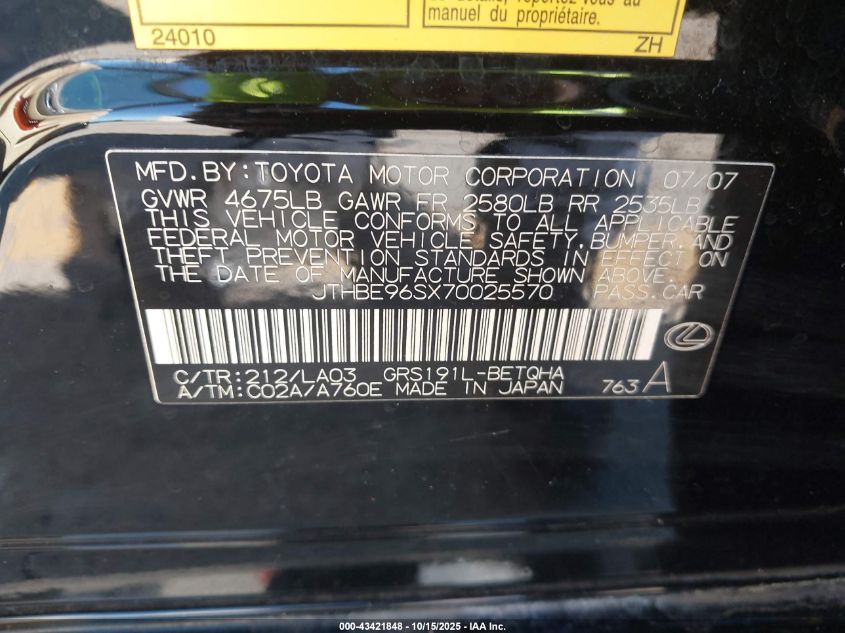 manuel du propriétaire.
24010
ZH
MFD.BY:TOYOTA MOTOR CORPORATION 07/07
GVWR 4675LB GAWR FR 2580LB RR 2535LB
THIS VEHICLE CONFORMS TO ALL APPLICABLE
FEDERAL MOTOR VEHICLE SAFETY,BUMPER,AND
THEFT PREVENTION STANDARDS IN EFFECT ON
THE DATE OF MANUFACTURE SHOWN ABOVE.
JTHBE96SX70025570 PASS.CAR
C/TR:212/LA03 GRS191L-BETQHA
A/TM:C02A/A760E MADE IN JAPAN 763 A
000-43421848 - 10/15/2025 - IAA Inc.